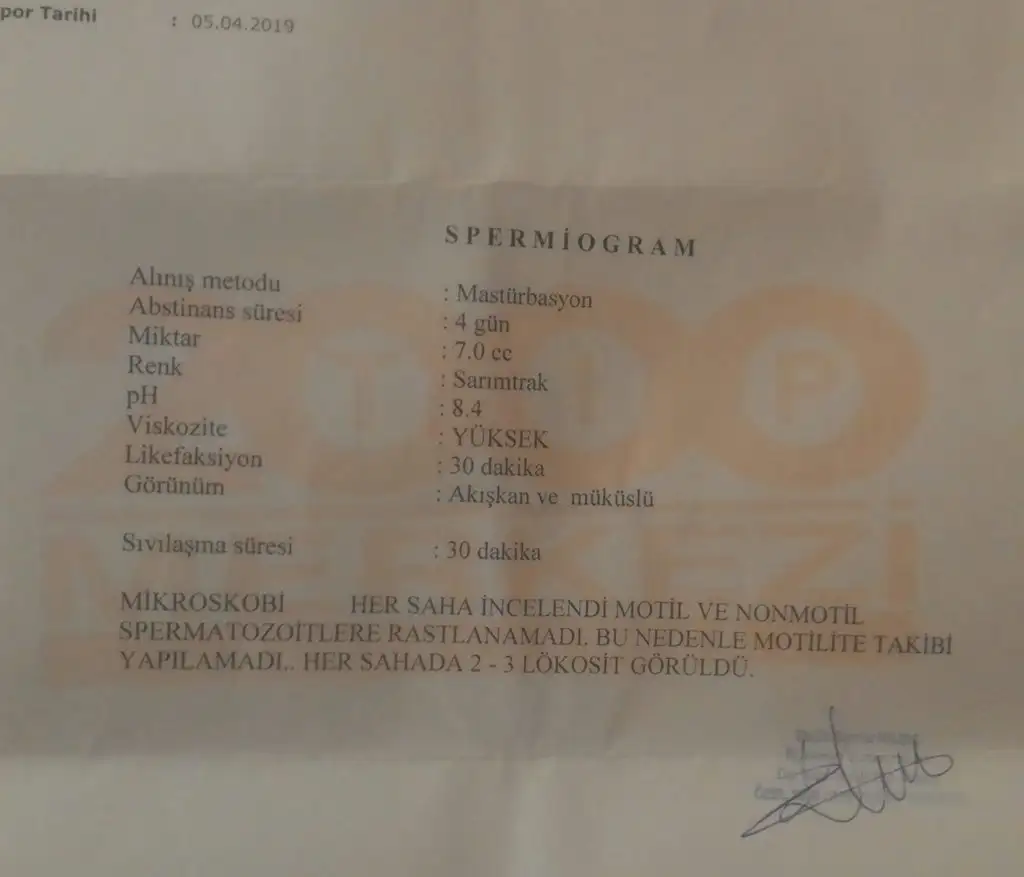 por Tarihi : 05.04.2019
SPERMİOGRAM
Alınış metodu : Mastürbasyon
Abstinans süresi : 4 gün
Miktar : 7.0 cc
Renk : Sarımtrak
pH : 8.4
Viskozite : YÜKSEK
Likefaksiyon : 30 dakika
Görünüm : Akışkan ve müküslü
Sıvılaşma süresi : 30 dakika
MİKROSKOBİ HER SAHA İNCELENDİ MOTİL VE NONMOTİL
SPERMATOZOİTLERE RASTLANAMADI. BU NEDENLE MOTİLİTE TAKİBİ
YAPILAMADI.. HER SAHADA 2 - 3 LÖKOSİT GÖRÜLDÜ.
2000
TIP
MERKEZİ